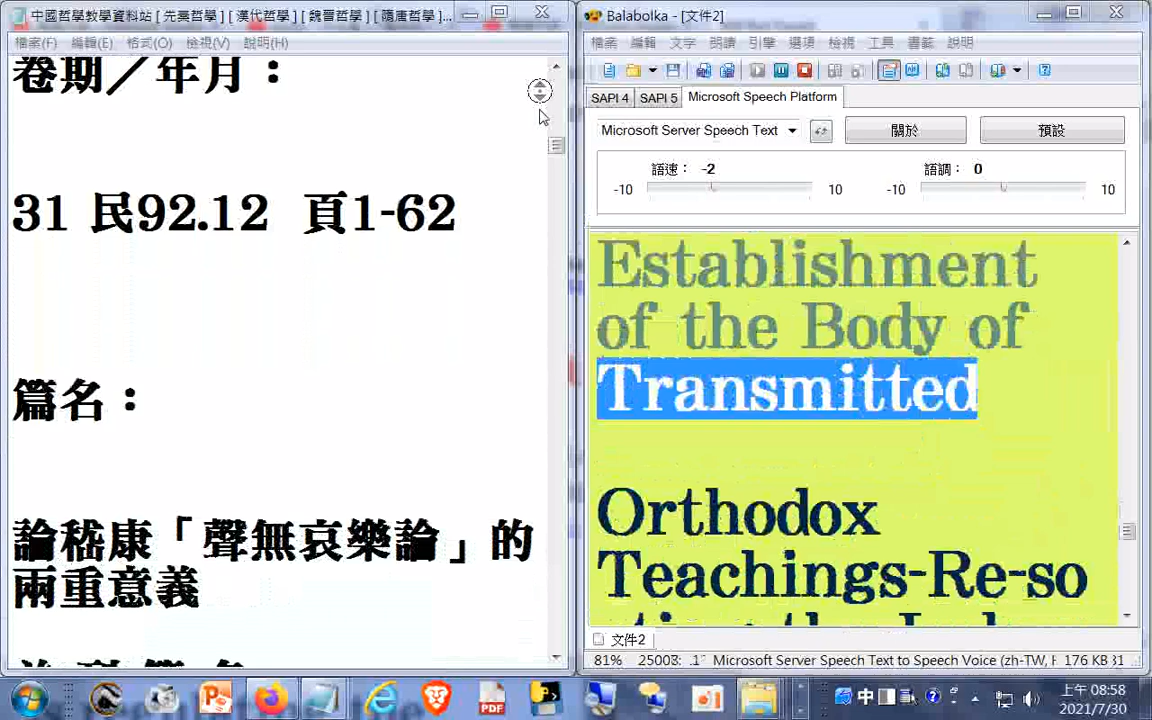 中國哲學教學資料站 [ 先秦哲學 ] [ 漢代哲學 ] [ 魏晉哲學 ] [ 隋唐哲學 ]...
檔案(F) 編輯(E) 格式(O) 檢視(V) 說明(H)
卷期／年月：
31 民92.12 頁1-62
篇名：
論嵇康「聲無哀樂論」的
兩重意義
Balabolka - [文件2]
檔案 編輯 文字 朗讀 引擎 選項 檢視 工具 書籤 說明
SAPI 4 SAPI 5 Microsoft Speech Platform
Microsoft Server Speech Text 關於 預設
語速： -2 語調： 0
-10 10 -10 10
Establishment
of the Body of
Transmitted
Orthodox
Teachings-Re-so
文件2
81% Microsoft Server Speech Text to Speech Voice (zh-TW, 176 KB
中
上午 08:58
2021/7/30